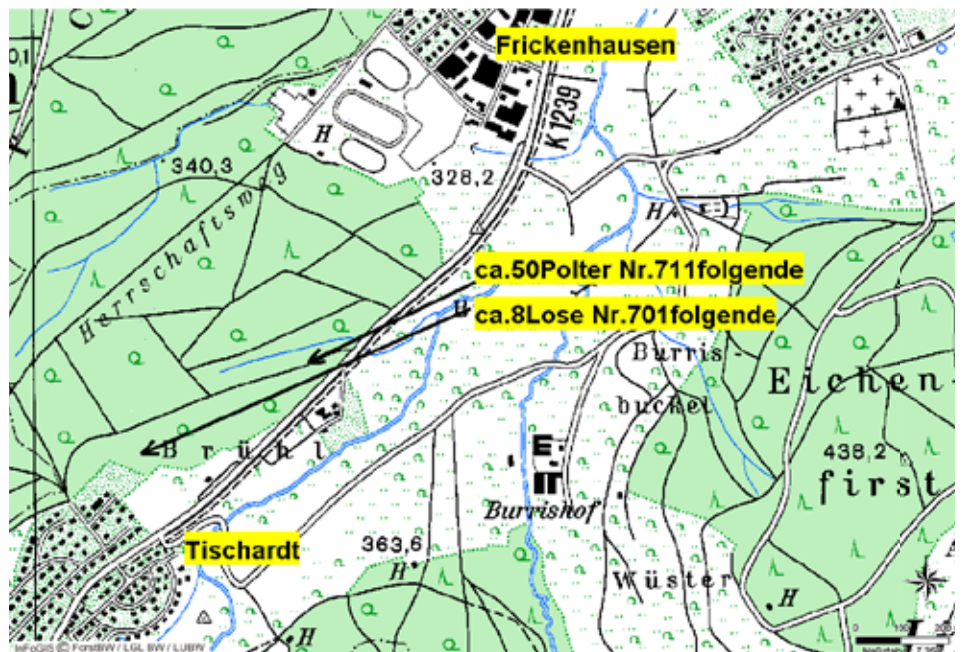 Frickenhausen
K 1239
H
340,3
328,2
Herrschaftsweg
H
ca.50Polter Nr.711folgende
ca.8Lose Nr.701folgende
Burris-
buckel
Eichen-
first
438,2
Brühl
Burrishof
Tischardt
363,6
H
Wüster
H
H
InFoGIS © ForstBW / LGL BW / LUBW